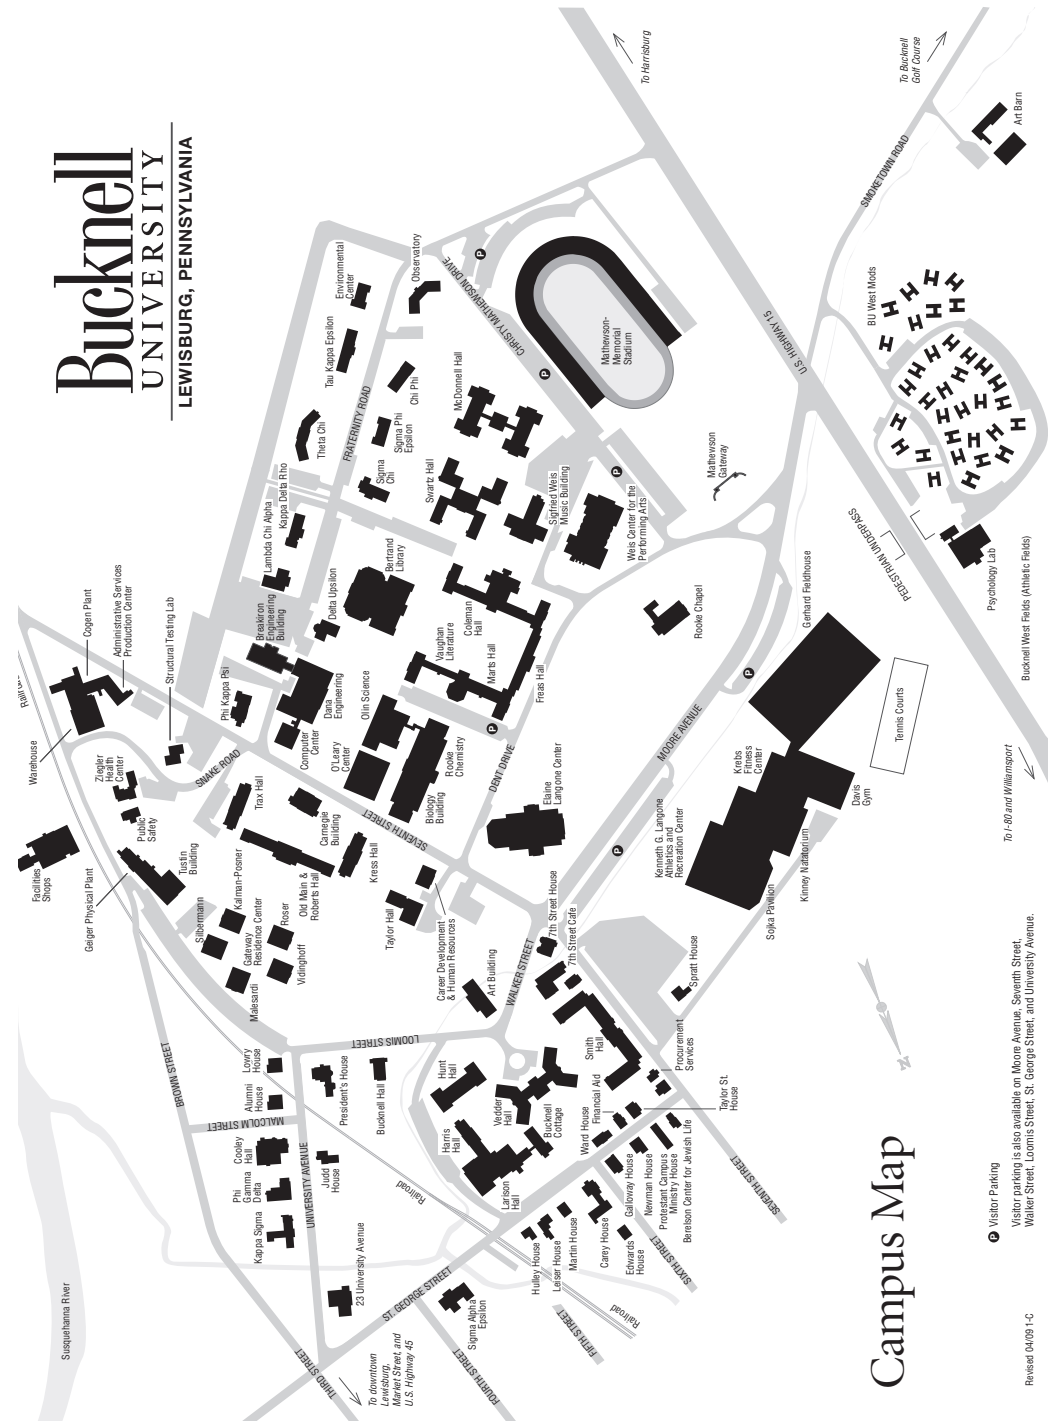 Bucknell
UNIVERSITY
LEWISBURG, PENNSYLVANIA
To Harrisburg
To Bucknell
Golf Course
Art Barn
SMOKETOWN ROAD
U.S. HIGHWAY 15
BU West Mods
CHRISTY MATHEWSON DRIVE
P
P
P
Mathewson-
Memorial
Stadium
Environmental
Center
Observatory
Tau Kappa Epsilon
Chi Phi
McDonnell Hall
FRATERNITY ROAD
Theta Chi
Sigma Phi
Epsilon
Sigma
Chi
Swartz Hall
Sigfried Weis
Music Building
Weis Center for the
Performing Arts
Mathewson
Gateway
Kappa Delta Rho
Lambda Chi Alpha
Bertrand
Library
Delta Upsilon
Breakiron
Engineering
Building
Coleman
Hall
Vaughan
Literature
Marts Hall
Freas Hall
Rooke Chapel
Gerhard Fieldhouse
PEDESTRIAN UNDERPASS
Psychology Lab
Bucknell West Fields (Athletic Fields)
Tennis Courts
Cogen Plant
Administrative Services
Production Center
Structural Testing Lab
Warehouse
Phi Kappa Psi
Dana
Engineering
Computer
Center
Olin Science
O'Leary
Center
Rooke
Chemistry
Biology
Building
P
P
P
DENT DRIVE
Elaine
Langone Center
MOORE AVENUE
Krebs
Fitness
Center
Davis
Gym
Kenneth G. Langone
Athletics and
Recreation Center
Kinney Natatorium
Sojka Pavilion
To I-80 and Williamsport
SNAKE ROAD
Ziegler
Health
Center
Public
Safety
Trax Hall
Carnegie
Building
SEVENTH STREET
Kress Hall
Old Main &
Roberts Hall
Taylor Hall
Career Development
& Human Resources
Facilities
Shops
Geiger Physical Plant
Tustin
Building
Kalman-Posner
Silbermann
Gateway
Residence Center
Roser
Vidinghoff
Malesardi
Art Building
WALKER STREET
7th Street House
7th Street Cafe
Spratt House
BROWN STREET
LOOMIS STREET
Lowry
House
Alumni
House
MALCOLM STREET
President's House
Bucknell Hall
Hunt
Hall
Smith
Hall
Procurement
Services
Taylor St.
House
Vedder
Hall
Bucknell
Cottage
Financial Aid
Ward House
Harris
Hall
Larison
Hall
Cooley
Hall
Phi
Gamma
Delta
Kappa Sigma
Judd
House
UNIVERSITY AVENUE
Railroad
Galloway House
Newman House
Protestant Campus
Ministry House
Berelson Center for Jewish Life
SEVENTH STREET
Hulley House
Leiser House
Martin House
Carey House
Edwards
House
SIXTH STREET
23 University Avenue
ST. GEORGE STREET
Sigma Alpha
Epsilon
Railroad
FIFTH STREET
FOURTH STREET
THIRD STREET
To downtown
Lewisburg,
Market Street, and
U.S. Highway 45
Susquehanna River
N
Campus Map
P Visitor Parking
Visitor parking is also available on Moore Avenue, Seventh Street,
Walker Street, Loomis Street, St. George Street, and University Avenue.
Revised 04/09 1-C